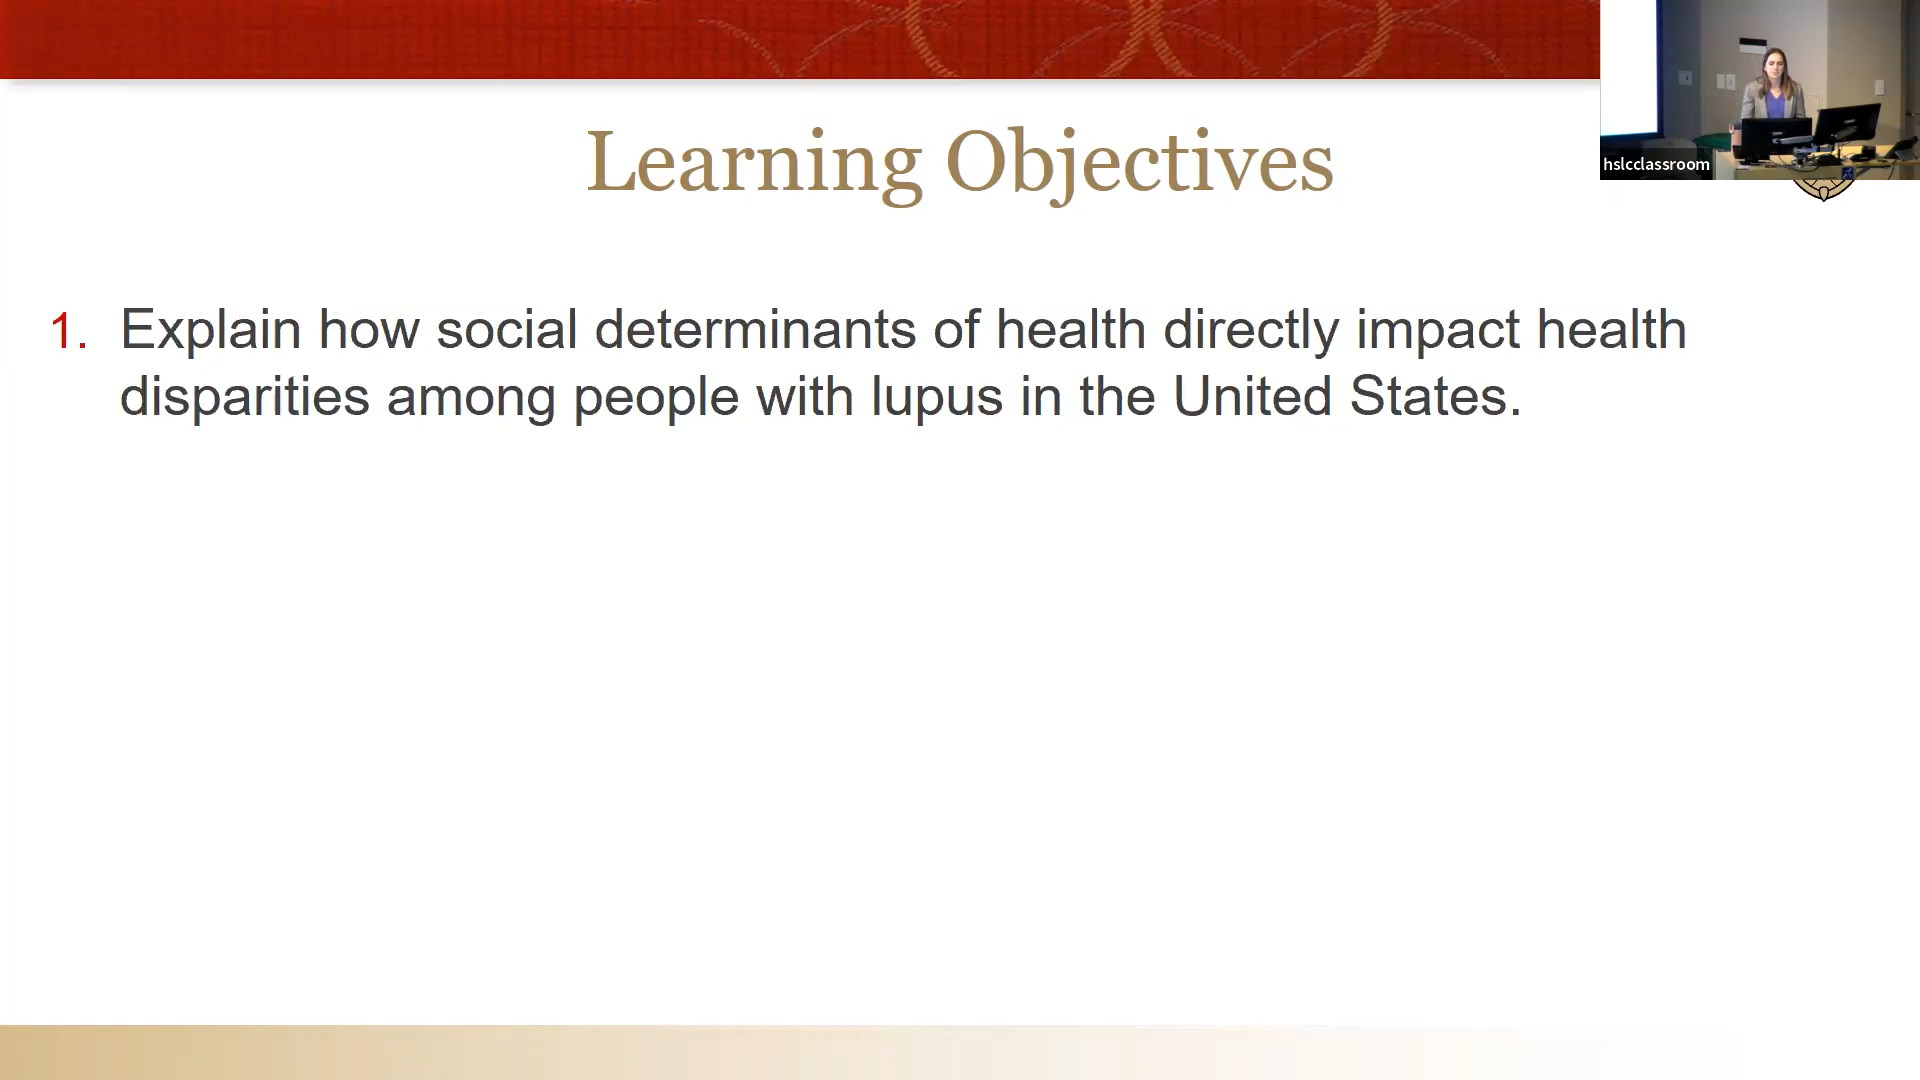 Learning Objectives
hslcclassroom
1. Explain how social determinants of health directly impact health
disparities among people with lupus in the United States.